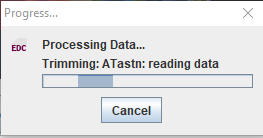 Progress...
EDC
Processing Data...
Trimming: ATastn: reading data
Cancel